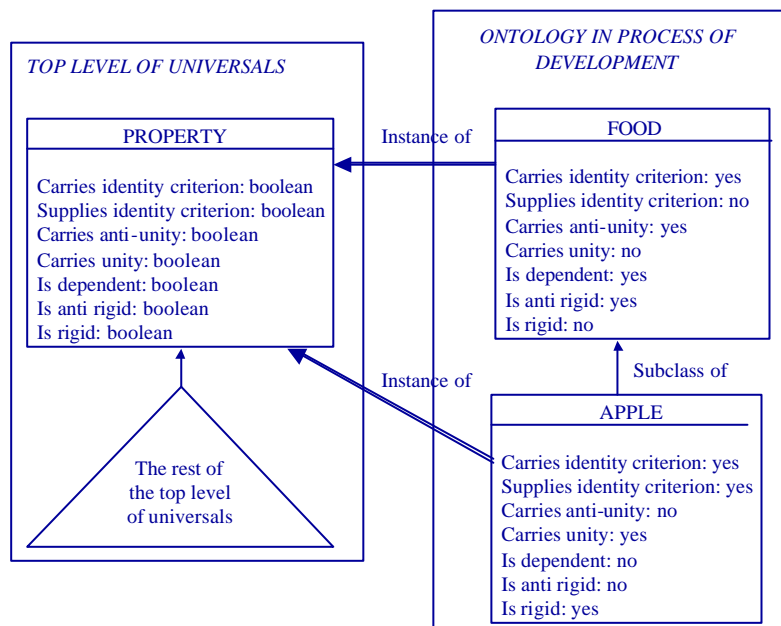 TOP LEVEL OF UNIVERSALS
PROPERTY
Carries identity criterion: boolean
Supplies identity criterion: boolean
Carries anti-unity: boolean
Carries unity: boolean
Is dependent: boolean
Is anti rigid: boolean
Is rigid: boolean
The rest of
the top level
of universals
Instance of
Instance of
ONTOLOGY IN PROCESS OF
DEVELOPMENT
FOOD
Carries identity criterion: yes
Supplies identity criterion: no
Carries anti-unity: yes
Carries unity: no
Is dependent: yes
Is anti rigid: yes
Is rigid: no
Subclass of
APPLE
Carries identity criterion: yes
Supplies identity criterion: yes
Carries anti-unity: no
Carries unity: yes
Is dependent: no
Is anti rigid: no
Is rigid: yes